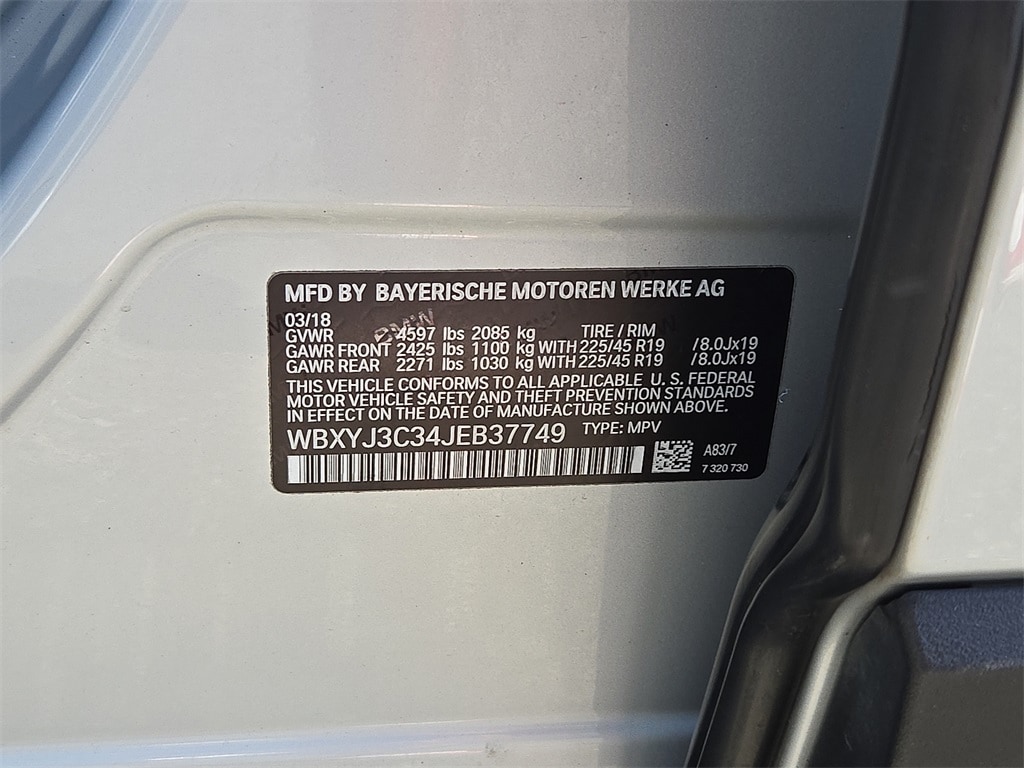 MFD BY BAYERISCHE MOTOREN WERKE AG
03/18
GVWR 4597 lbs 2085 kg TIRE / RIM
GAWR FRONT 2425 lbs 1100 kg WITH 225/45 R19 /8.0Jx19
GAWR REAR 2271 lbs 1030 kg WITH 225/45 R19 /8.0Jx19
THIS VEHICLE CONFORMS TO ALL APPLICABLE U. S. FEDERAL
MOTOR VEHICLE SAFETY AND THEFT PREVENTION STANDARDS
IN EFFECT ON THE DATE OF MANUFACTURE SHOWN ABOVE.
WBXYJ3C34JEB37749 TYPE: MPV
A83/7
7 320 730
BMW